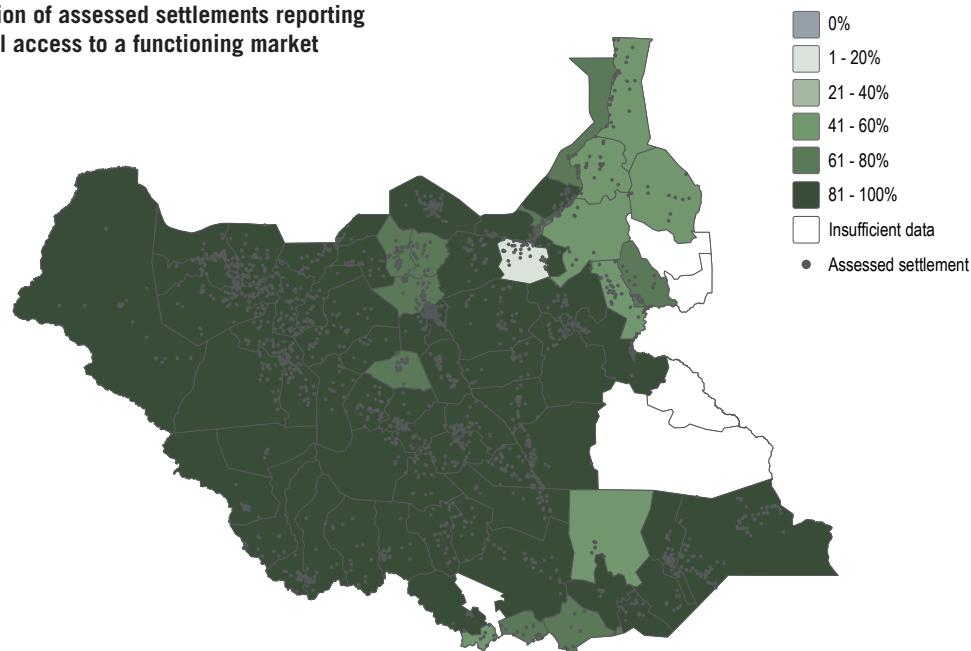 ion of assessed settlements reporting
l access to a functioning market
0%
1 - 20%
21 - 40%
41 - 60%
61 - 80%
81 - 100%
Insufficient data
Assessed settlement